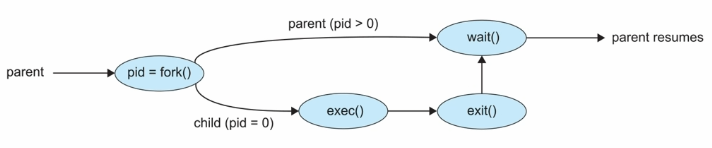 parent (pid > 0)
wait()
parent resumes
parent
pid = fork()
exec()
exit()
child (pid = 0)